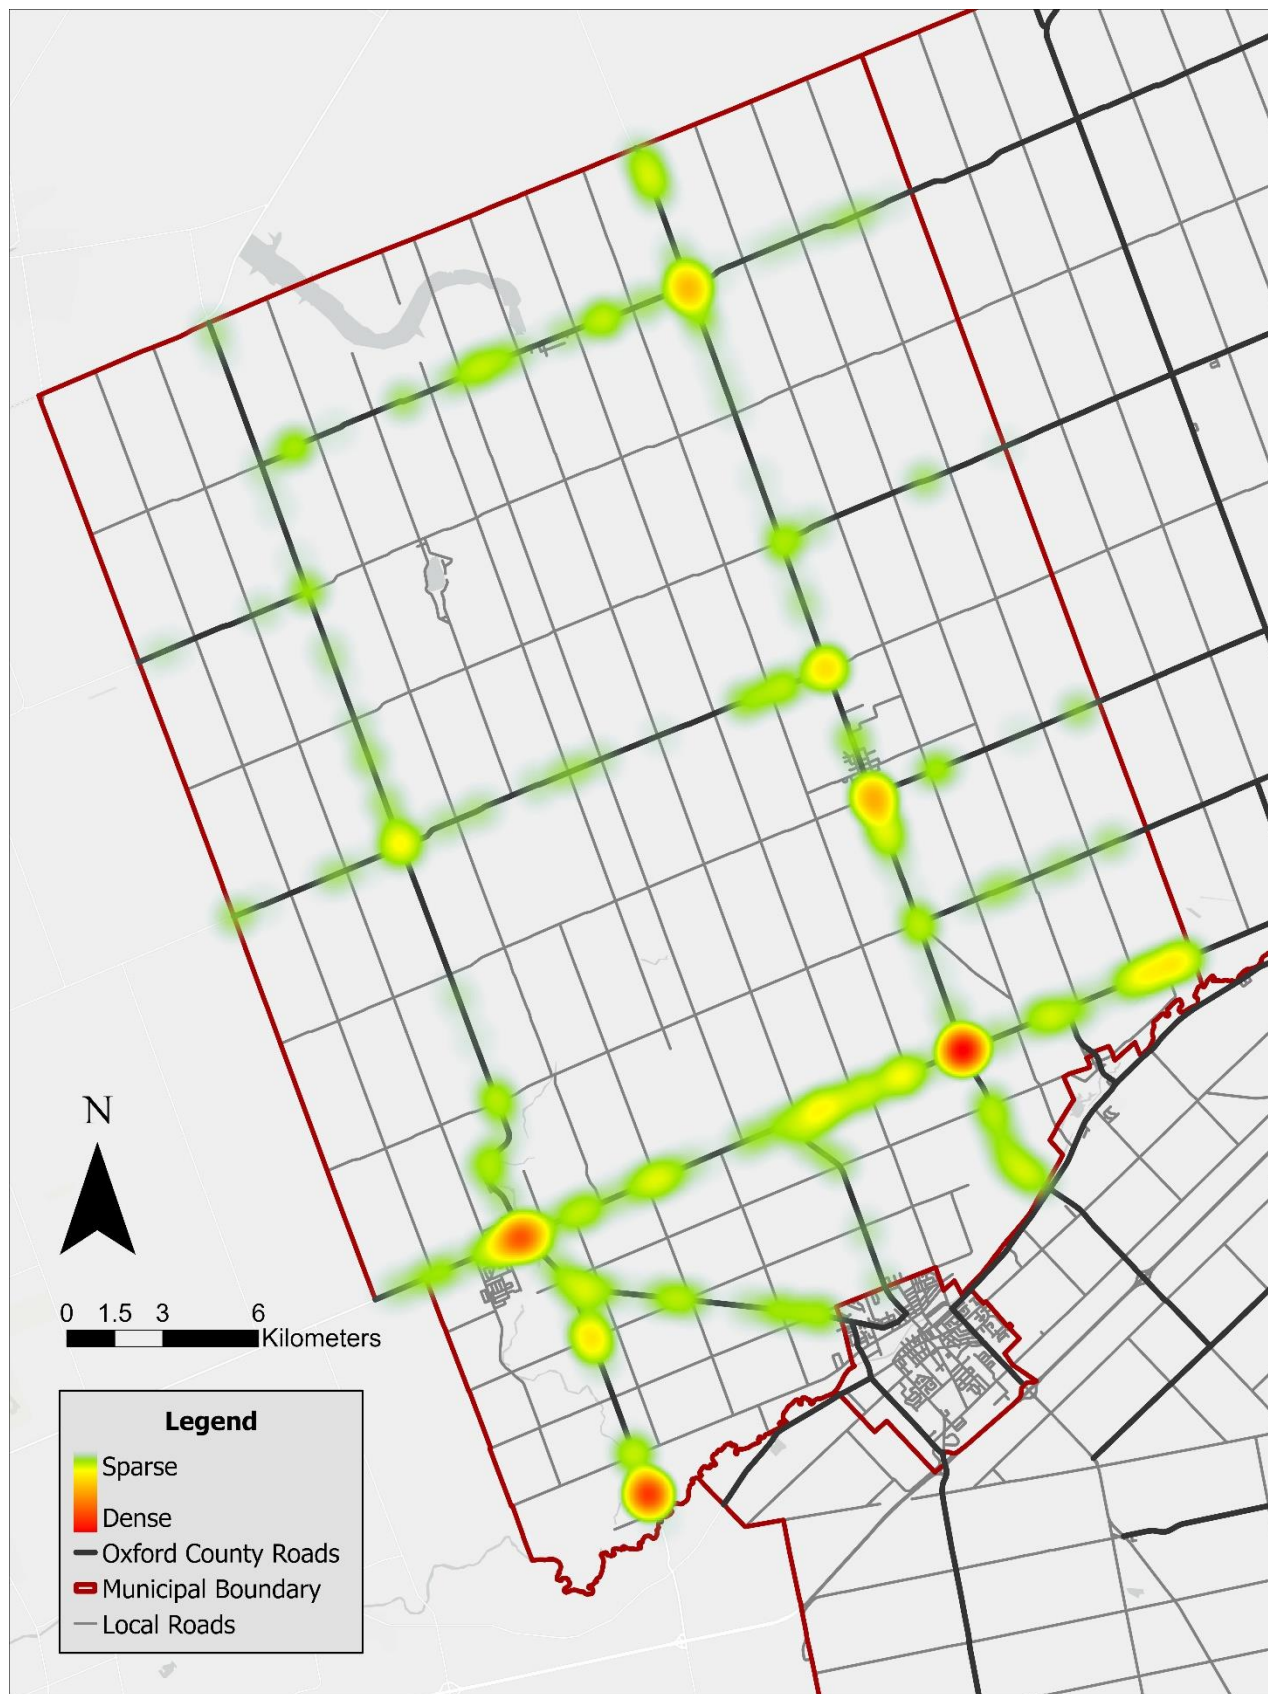 N
0 1.5 3 6
Kilometers
Legend
Sparse
Dense
Oxford County Roads
Municipal Boundary
Local Roads